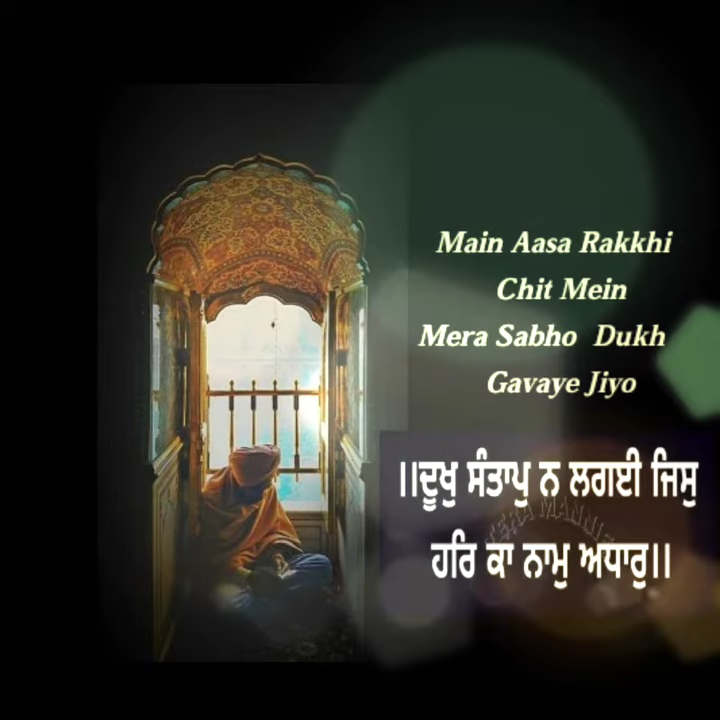 Main Aasa Rakkhi
Chit Mein
Mera Sabho Dukh
Gavaye Jiyo
।।ਦੂਖੁ ਸੰਤਾਪੁ ਨ ਲਗਈ ਜਿਸੁ
ਹਰਿ ਕਾ ਨਾਮੁ ਅਧਾਰੁ।।